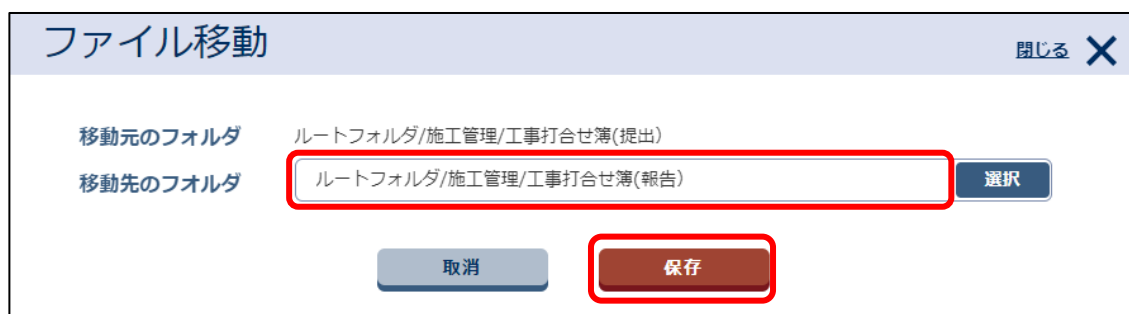 ファイル移動
閉じる
移動元のフォルダ ルートフォルダ/施工管理/工事打合せ簿(提出）
移動先のフォルダ ルートフォルダ/施工管理/工事打合せ簿(報告） 選択
取消 保存